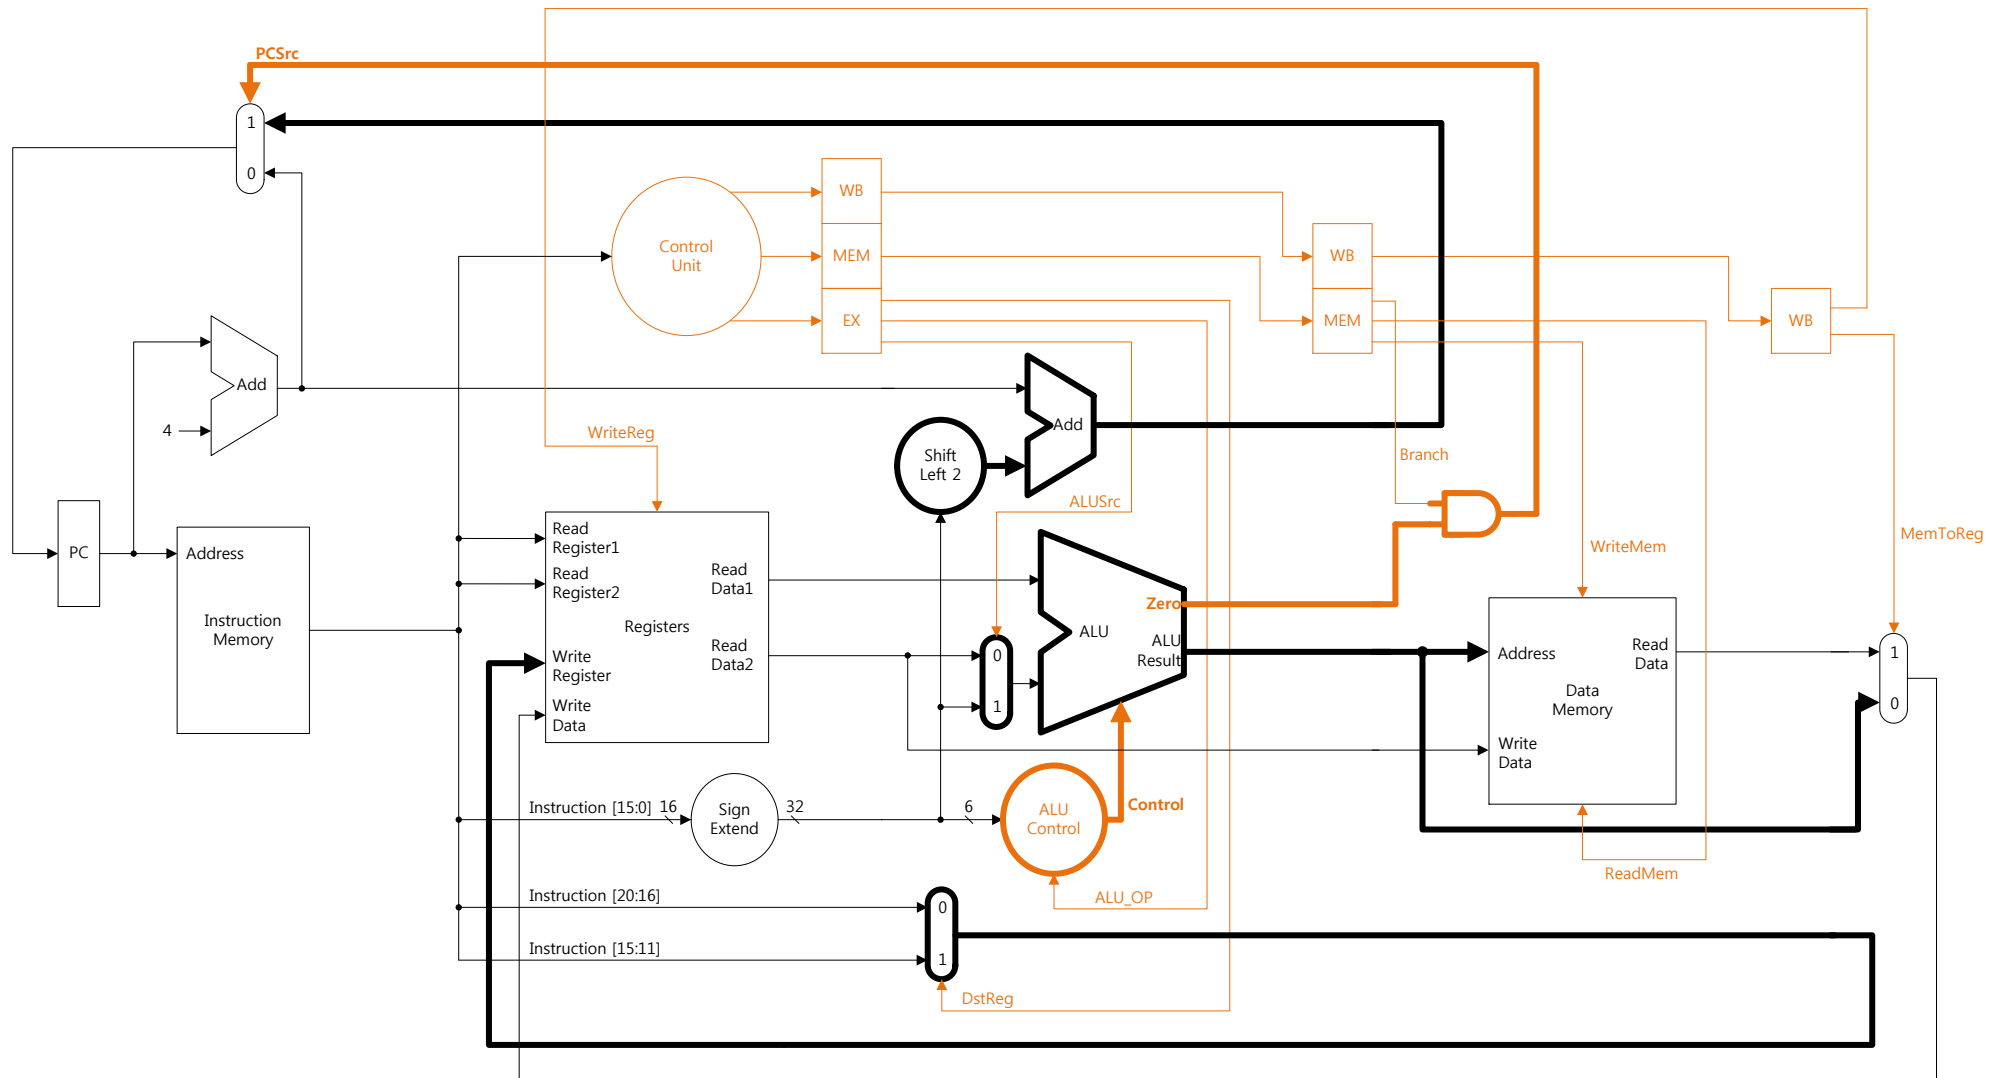 PCSrc
1
0
WB
MEM
EX
Control
Unit
WB
MEM
WB
Add
4
Add
Shift
Left 2
WriteReg
ALUSrc
Branch
WriteMem
MemToReg
PC
Address
Instruction
Memory
Read
Register1
Read
Register2
Write
Register
Write
Data
Registers
Read
Data1
Read
Data2
0
1
ALU
Zero
ALU
Result
Address
Read
Data
Data
Memory
Write
Data
1
0
Instruction [15:0]
16
Sign
Extend
32
6
ALU
Control
Control
ReadMem
Instruction [20:16]
0
ALU_OP
Instruction [15:11]
1
DstReg